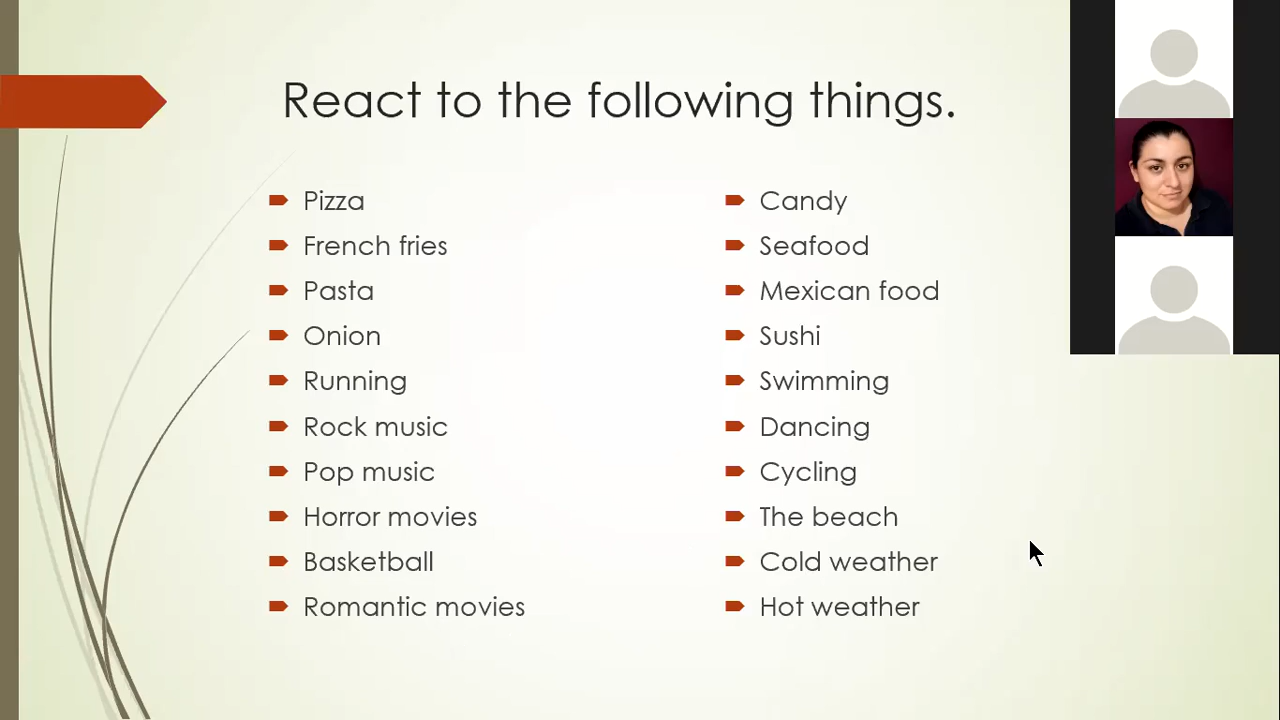 React to the following things.
Pizza
French fries
Pasta
Onion
Running
Rock music
Pop music
Horror movies
Basketball
Romantic movies
Candy
Seafood
Mexican food
Sushi
Swimming
Dancing
Cycling
The beach
Cold weather
Hot weather